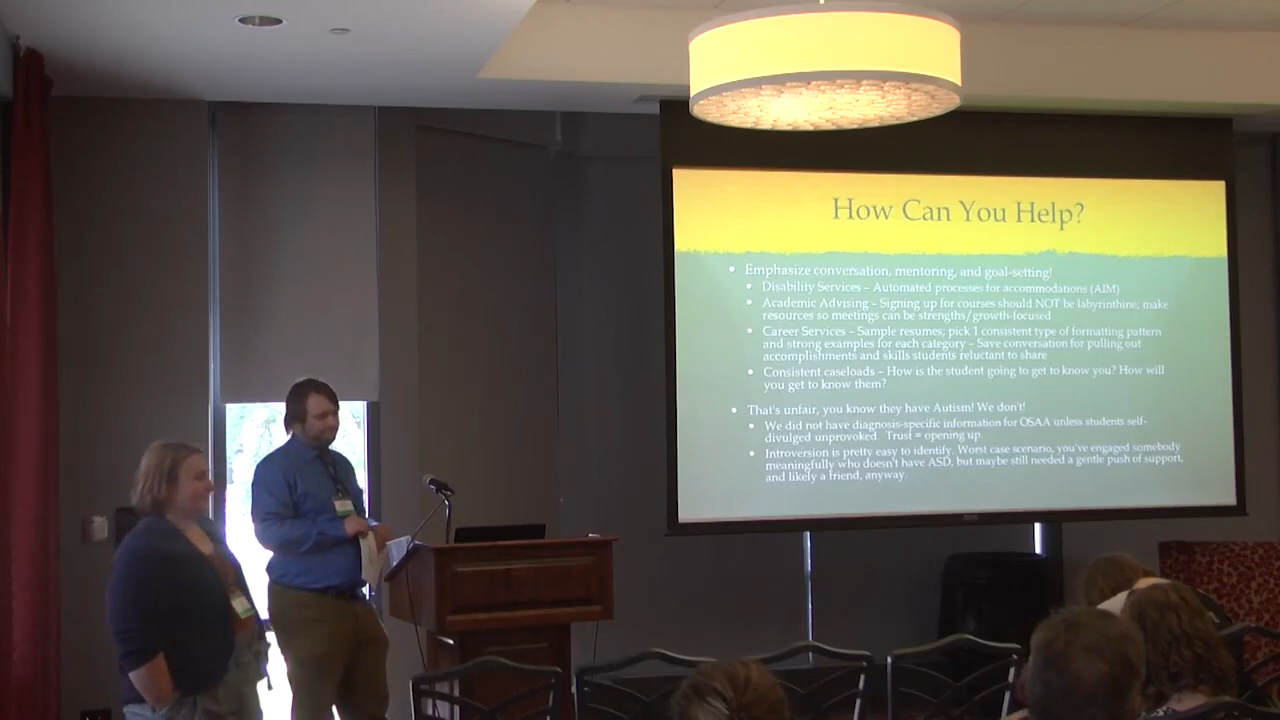 How Can You Help?
• Emphasize conversation, mentoring, and goal-setting!
• Disability Services – Automated processes for accommodations (AIM)
• Academic Advising – Signing up for courses should NOT be labyrinthine; make
resources so meetings can be strengths/growth-focused
• Career Services – Sample resumes, pick 1 consistent type of formatting pattern
and strong examples for each category – Save conversation for pulling out
accomplishments and skills students reluctant to share
• Consistent caseloads – How is the student going to get to know you? How will
you get to know them?
• That's unfair, you know they have Autism! We don't!
• We did not have diagnosis-specific information for OSAA unless students self-
divulged unprovoked. Trust = opening up.
• Introversion is pretty easy to identify. Worst case scenario, you've engaged somebody
meaningfully who doesn't have ASD, but maybe still needed a gentle push of support,
and likely a friend, anyway.